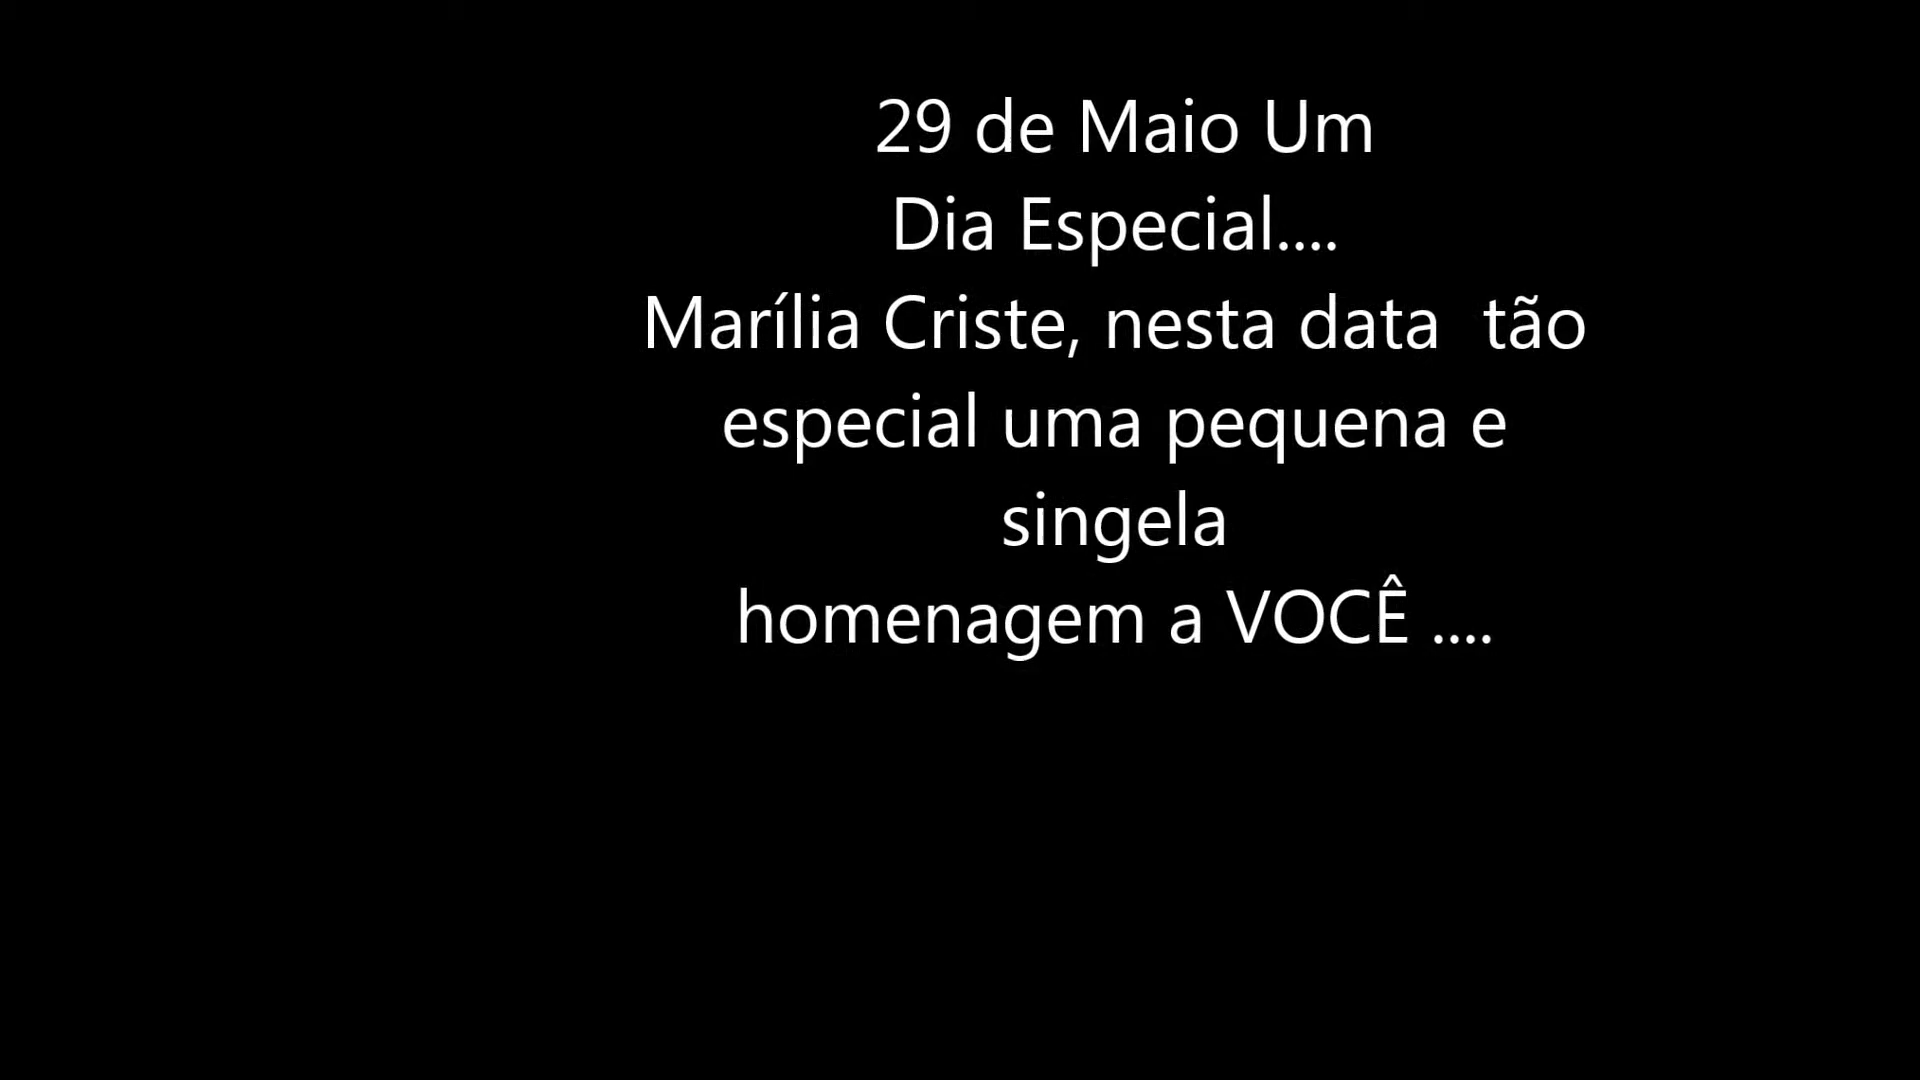 29 de Maio Um
Dia Especial....
Marília Criste, nesta data  tão
especial uma pequena e
singela
homenagem a VOCÊ ....